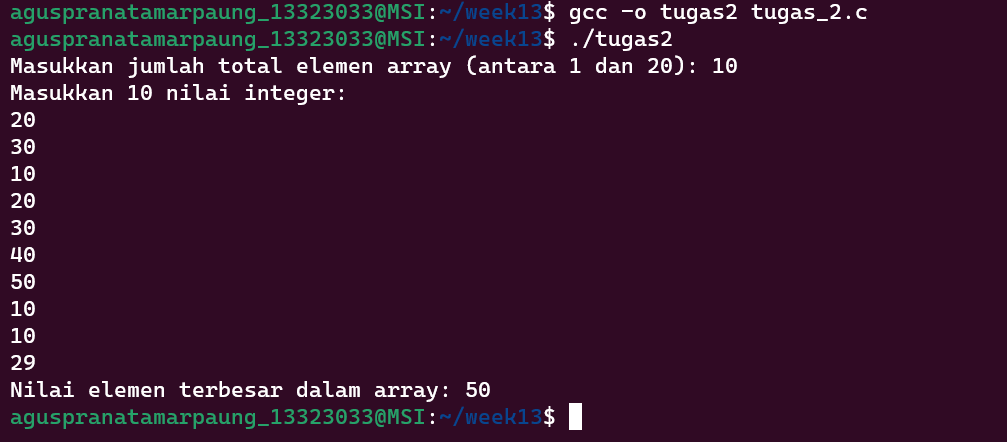 aguspranatamarpaung_13323033@MSI:~/week13$ gcc -o tugas2 tugas_2.c
aguspranatamarpaung_13323033@MSI:~/week13$ ./tugas2
Masukkan jumlah total elemen array (antara 1 dan 20): 10
Masukkan 10 nilai integer:
20
30
10
20
30
40
50
10
10
29
Nilai elemen terbesar dalam array: 50
aguspranatamarpaung_13323033@MSI:~/week13$